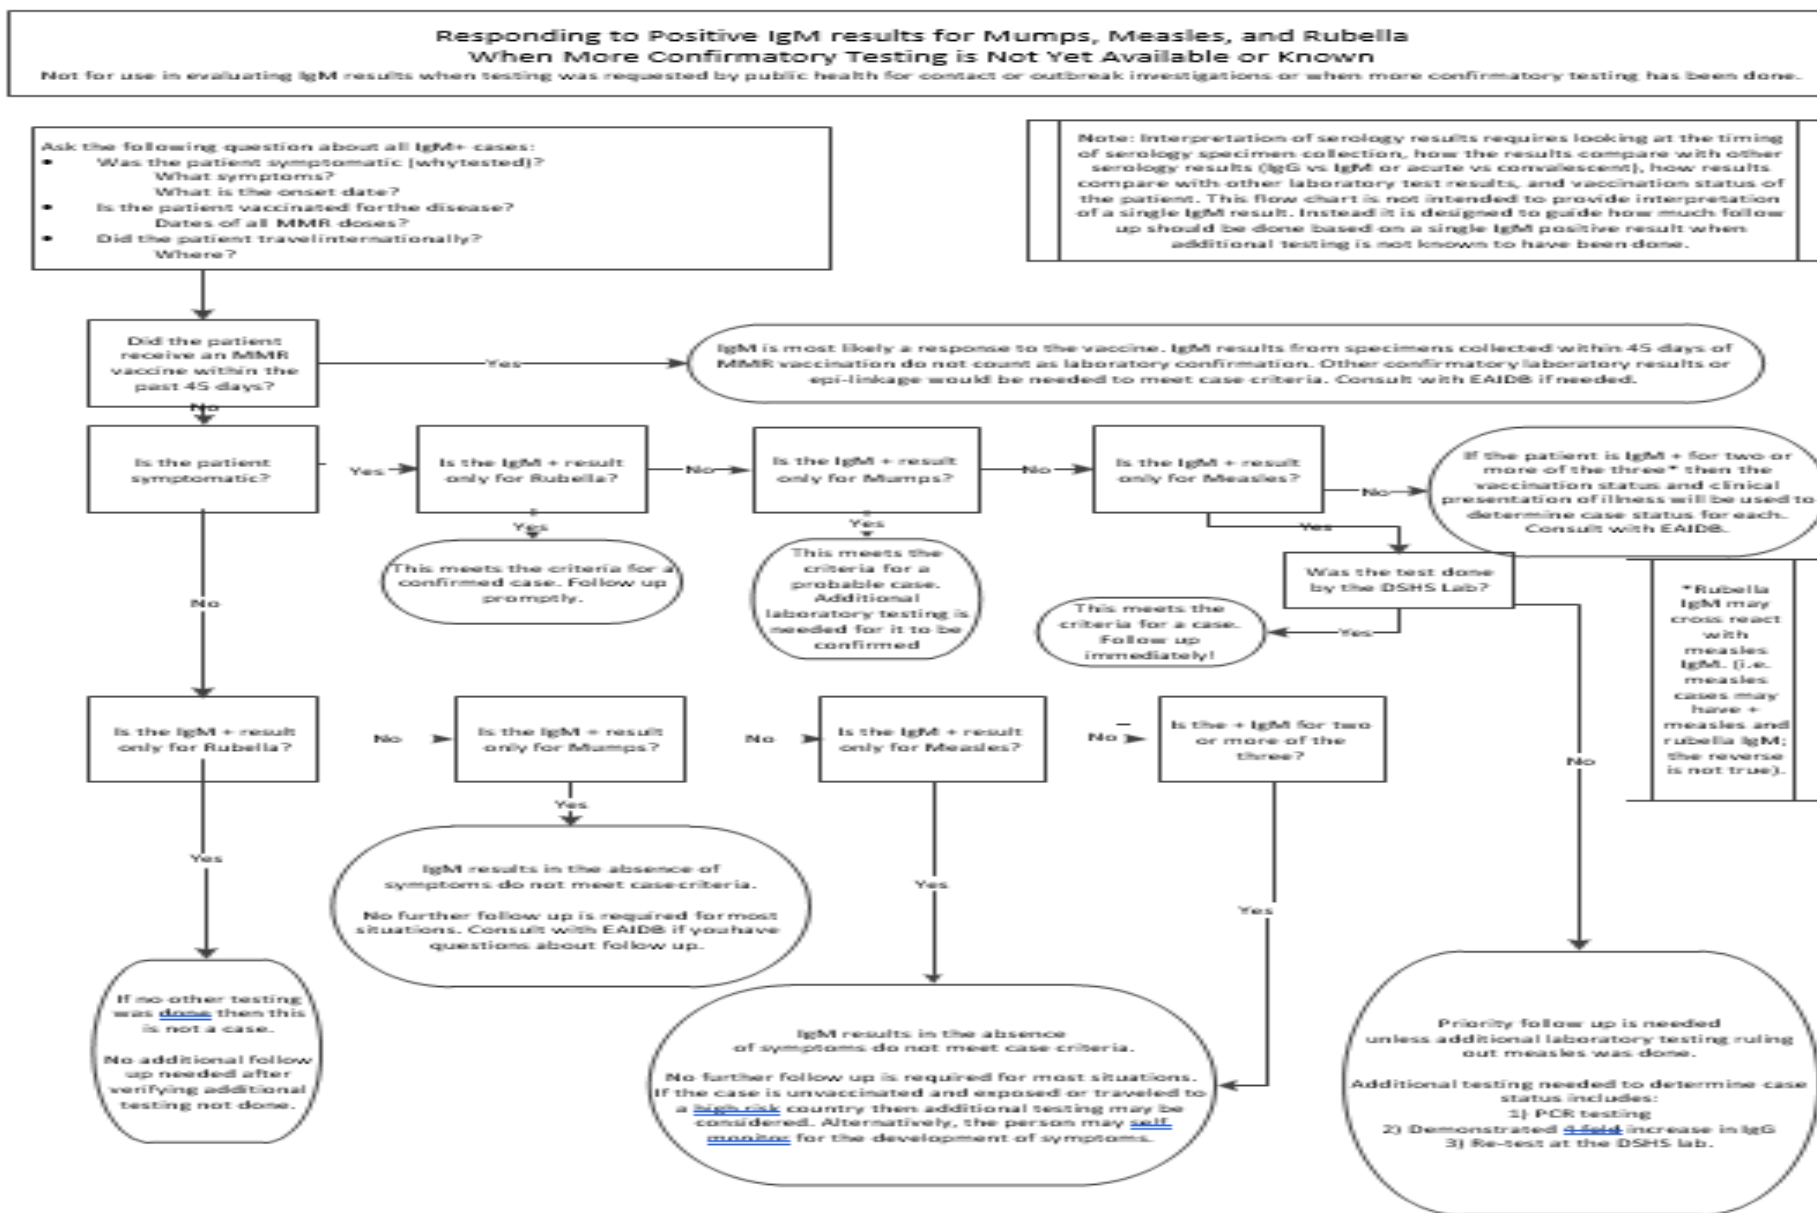 Responding to Positive IgM results for Mumps, Measles, and Rubella
When More Confirmatory Testing is Not Yet Available or Known
Not for use in evaluating IgM results when testing was requested by public health for contact or outbreak investigations or when more confirmatory testing has been done.
Ask the following question about all IgM+ cases:
• Was the patient symptomatic (whytested)?
What symptoms?
What is the onset date?
• Is the patient vaccinated forthe disease?
Dates of all MMR doses?
• Did the patient travelinternationally?
Where?
Note: Interpretation of serology results requires looking at the timing
of serology specimen collection, how the results compare with other
serology results (IgG vs IgM or acute vs convalescent), how results
compare with other laboratory test results, and vaccination status of
the patient. This flow chart is not intended to provide interpretation
of a single IgM result. Instead it is designed to guide how much follow
up should be done based on a single IgM positive result when
additional testing is not known to have been done.
Did the patient
receive an MMR
vaccine within the
past 45 days?
Yes
IgM is most likely a response to the vaccine. IgM results from specimens collected within 45 days of
MMR vaccination do not count as laboratory confirmation. Other confirmatory laboratory results or
epi-linkage would be needed to meet case criteria. Consult with EAIDB if needed.
No
Is the patient
symptomatic?
Yes
Is the IgM + result
only for Rubella?
No
Is the IgM + result
only for Mumps?
No
Is the IgM + result
only for Measles?
No
If the patient is IgM + for two or
more of the three* then the
vaccination status and clinical
presentation of illness will be used to
determine case status for each.
Consult with EAIDB.
Yes
This meets the criteria for a
confirmed case. Follow up
promptly.
Yes
This meets the
criteria for a
probable case.
Additional
laboratory testing is
needed for it to be
confirmed
Yes
Was the test done
by the DSHS Lab?
Yes
This meets the
criteria for a case.
Follow up
immediately!
*Rubella
IgM may
cross react
with
measles
IgM. (i.e.
measles
cases may
have +
measles and
rubella IgM;
the reverse
is not true).
No
No
Is the IgM + result
only for Rubella?
No
Is the IgM + result
only for Mumps?
No
Is the IgM + result
only for Measles?
No
Is the + IgM for two
or more of the
three?
Yes
If no other testing
was done then this
is not a case.
No additional follow
up needed after
verifying additional
testing not done.
Yes
IgM results in the absence of
symptoms do not meet casecriteria.
No further follow up is required formost
situations. Consult with EAIDB if youhave
questions about follow up.
Yes
Yes
IgM results in the absence
of symptoms do not meet case criteria.
No further follow up is required for most situations.
If the case is unvaccinated and exposed or traveled to
a high risk country then additional testing may be
considered. Alternatively, the person may self
monitor for the development of symptoms.
Priority follow up is needed
unless additional laboratory testing ruling
out measles was done.
Additional testing needed to determine case
status includes:
1) PCR testing
2) Demonstrated 4 fold increase in IgG
3) Re-test at the DSHS lab.